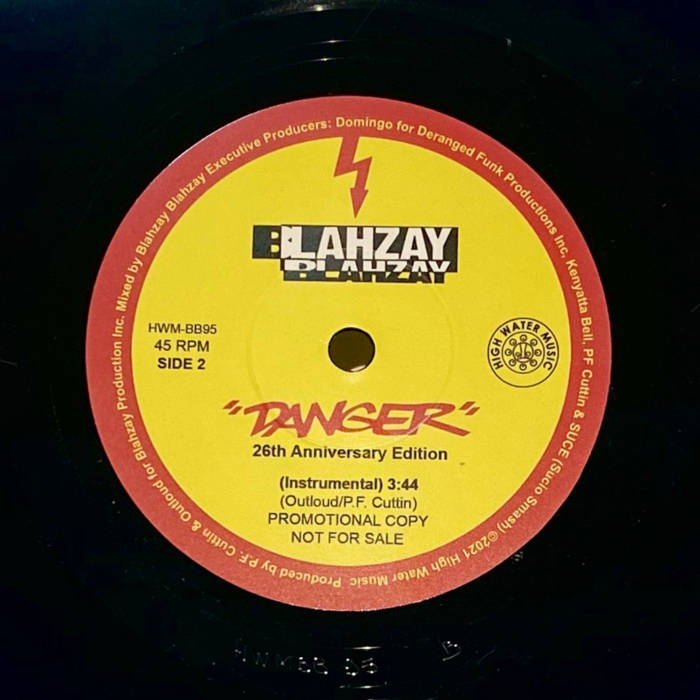 Produced by P.F. Cuttin & Outloud for Blahzay Production Inc. Mixed by Blahzay Blahzay Executive Producers: Domingo for Deranged Funk Productions Inc, Kenyatta Bell, PF Cuttin & SUCE (Sucio Smash) ©2021 High Water Music
BLAHZAY
BLAHZAY
HWM-BB95
45 RPM
SIDE 2
HIGH WATER MUSIC
"DANGER"
26th Anniversary Edition
(Instrumental) 3:44
(Outloud/P.F. Cuttin)
PROMOTIONAL COPY
NOT FOR SALE